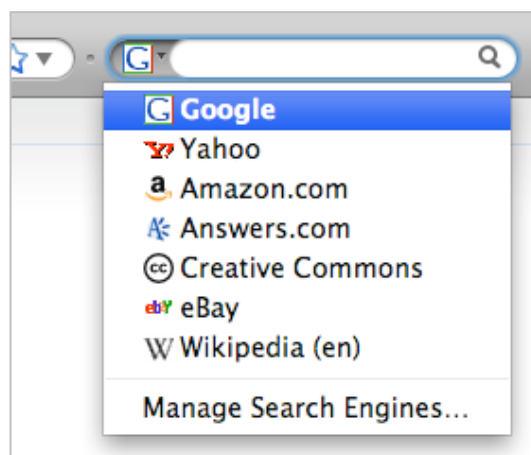 Google
Yahoo
Amazon.com
Answers.com
Creative Commons
eBay
Wikipedia (en)
Manage Search Engines...